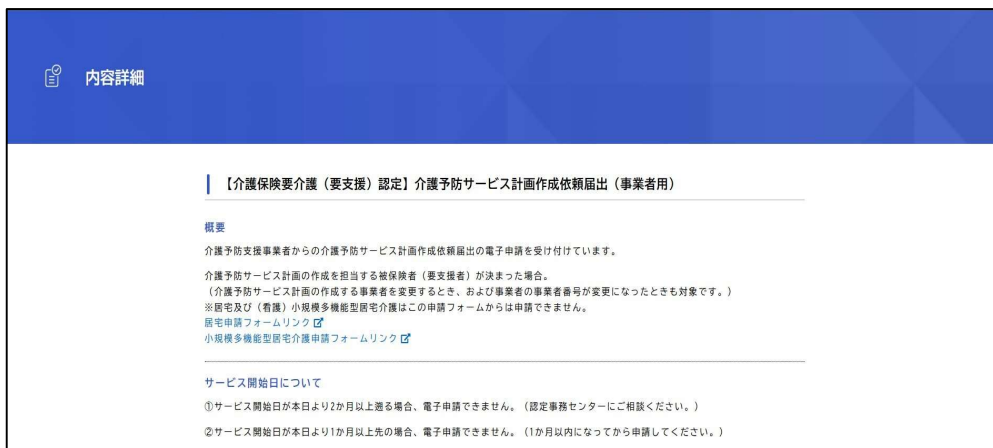 内容詳細
【介護保険要介護（要支援）認定】介護予防サービス計画作成依頼届出（事業者用）
概要
介護予防支援事業者からの介護予防サービス計画作成依頼届出の電子申請を受け付けています。
介護予防サービス計画の作成を担当する被保険者（要支援者）が決まった場合。
（介護予防サービス計画の作成する事業者を変更するとき、および事業者の事業者番号が変更になったときも対象です。）
※居宅及び（看護）小規模多機能型居宅介護はこの申請フォームからは申請できません。
居宅申請フォームリンク
小規模多機能型居宅介護申請フォームリンク
サービス開始日について
①サービス開始日が本日より2か月以上遡る場合、電子申請できません。（認定事務センターにご相談ください。）
②サービス開始日が本日より1か月以上先の場合、電子申請できません。（1か月以内になってから申請してください。）